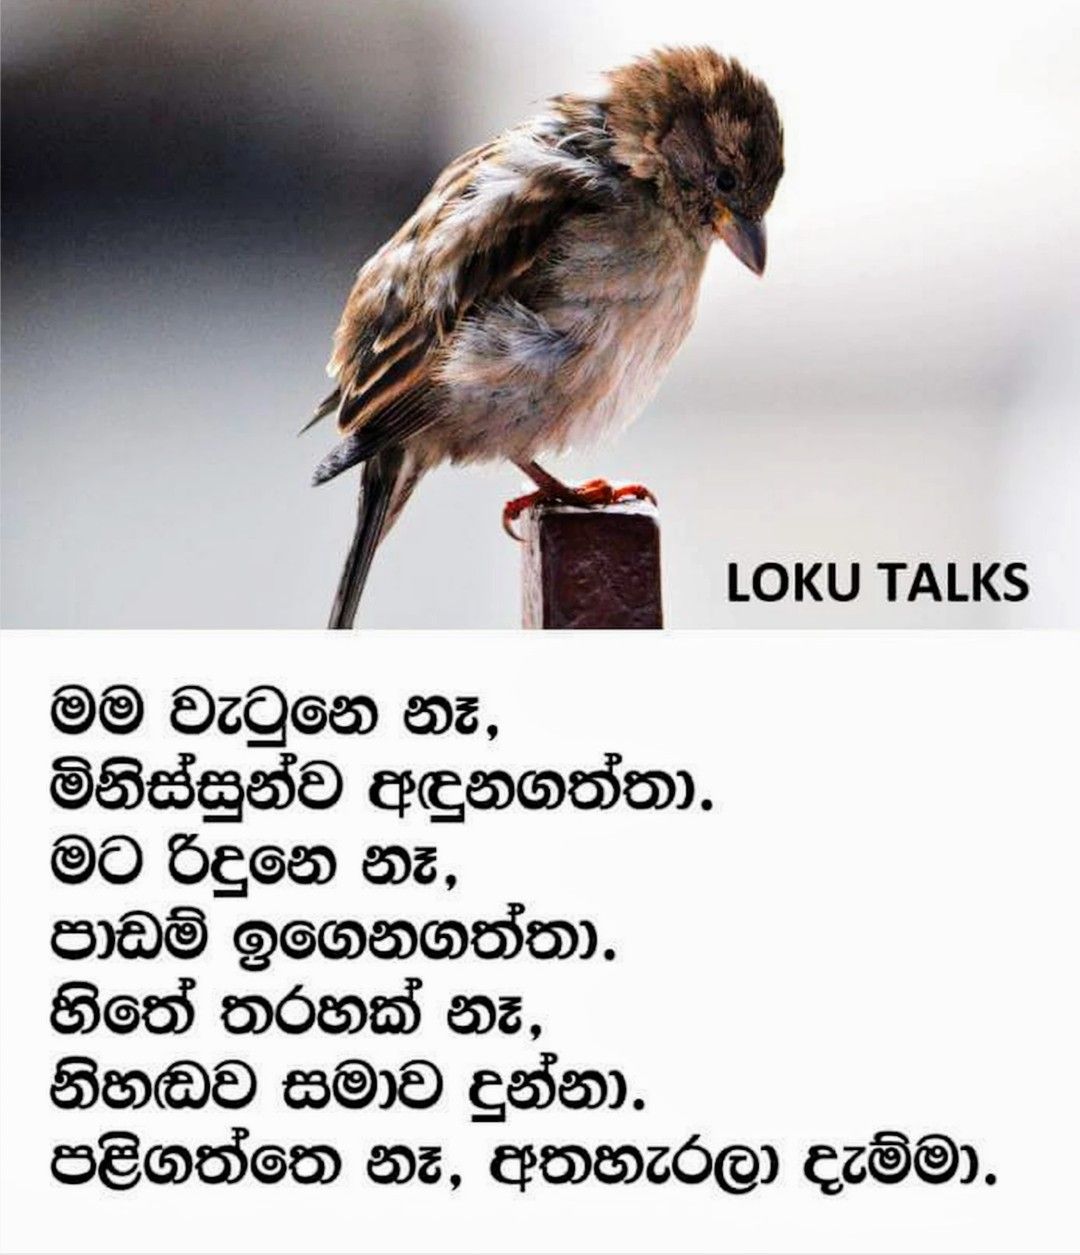 LOKU TALKS
මම වැටුනෙ නෑ,
මිනිස්සුන්ව අඳුනගත්තා.
මට රිදුනෙ නෑ,
පාඩම් ඉගෙනගත්තා.
හිතේ තරහක් නෑ,
නිහඬව සමාව දුන්නා.
පළිගත්තෙ නෑ, අතහැරලා දැම්මා.